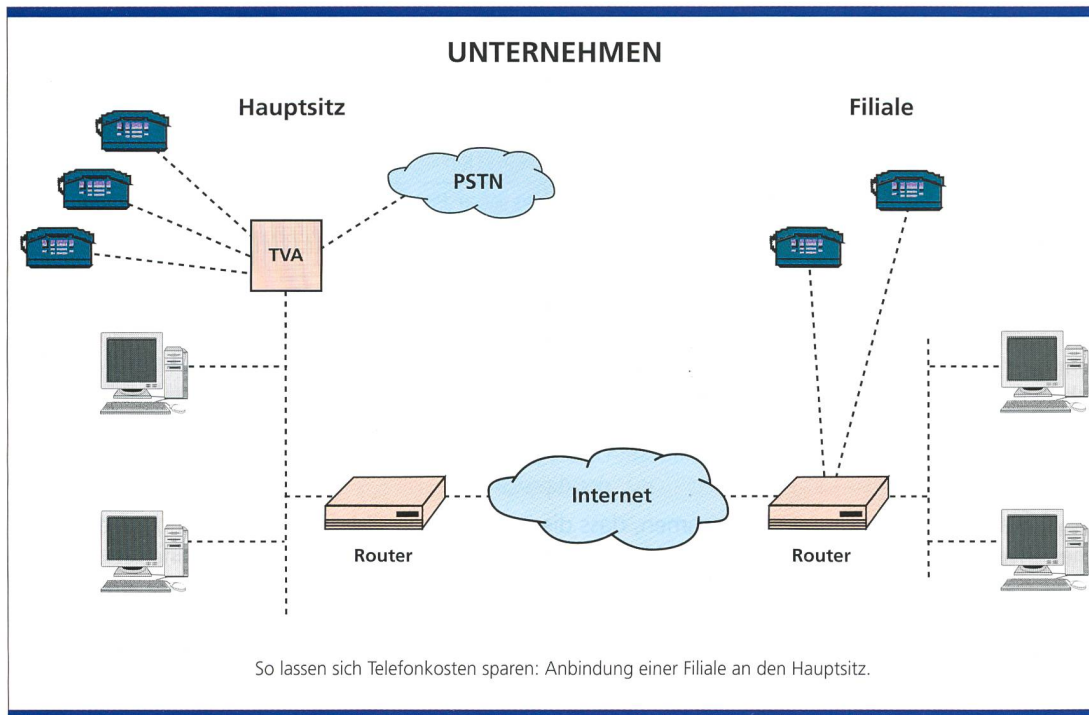 UNTERNEHMEN
Hauptsitz
Filiale
PSTN
TVA
Internet
Router
Router
So lassen sich Telefonkosten sparen: Anbindung einer Filiale an den Hauptsitz.